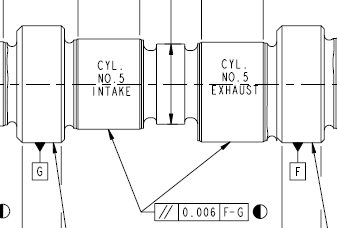 CYL.
NO.5
INTAKE
CYL.
NO.5
EXHAUST
G
F
// 0.006 F-G